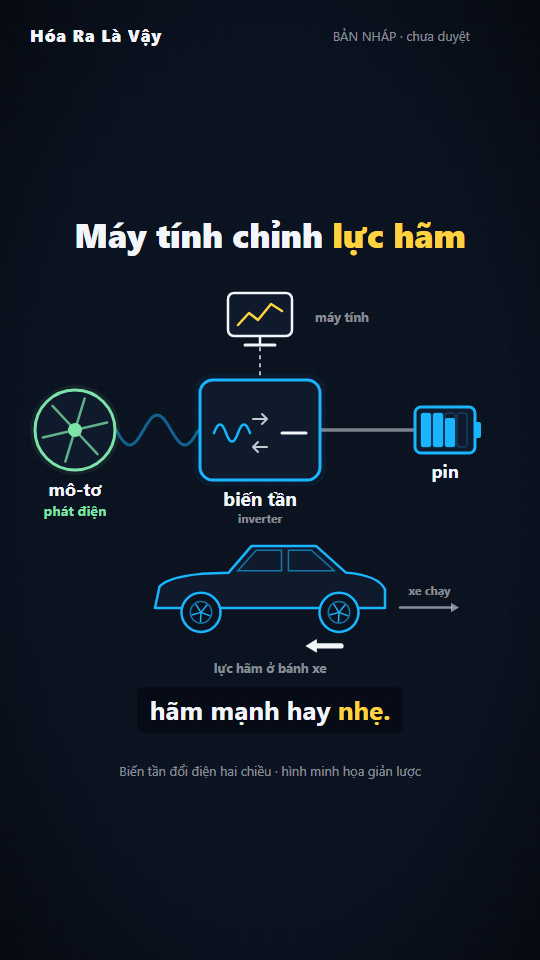 Hóa Ra Là Vậy
BẢN NHÁP · chưa duyệt
Máy tính chỉnh lực hãm
máy tính
mô-tơ
phát điện
biến tần
inverter
pin
xe chạy
lực hãm ở bánh xe
hãm mạnh hay nhẹ.
Biến tần đổi điện hai chiều · hình minh họa giản lược